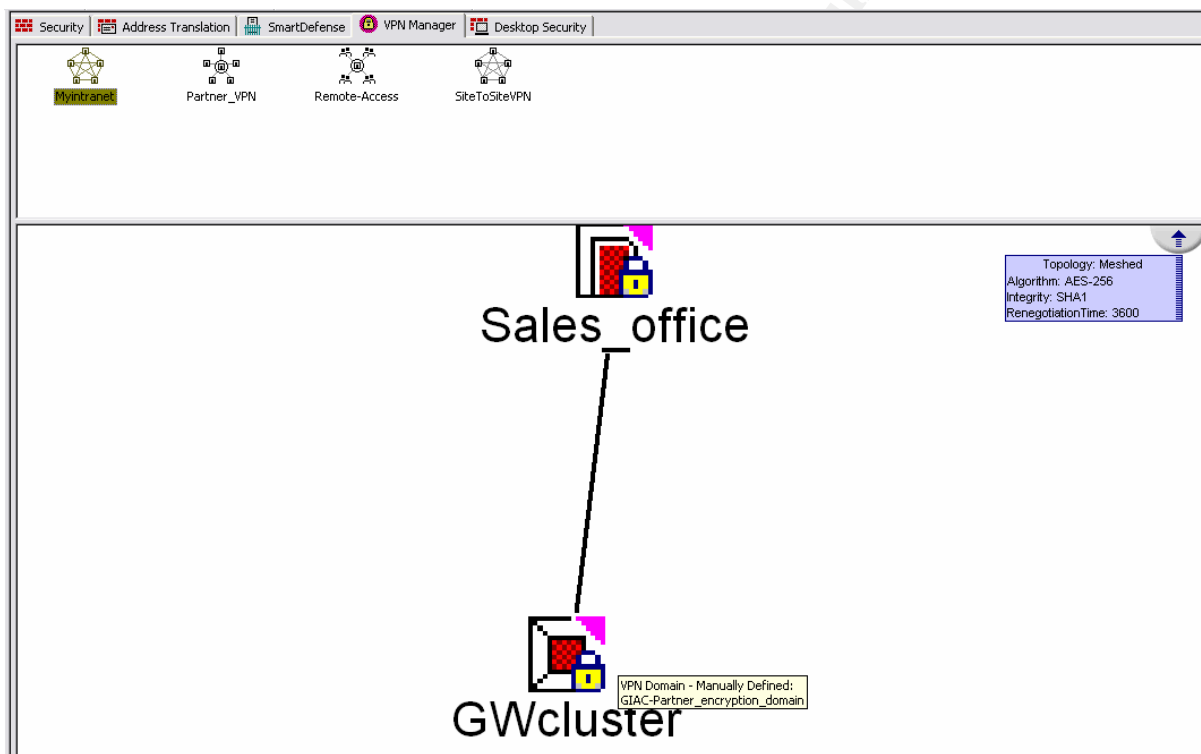 Security
Address Translation
SmartDefense
VPN Manager
Desktop Security
Myintranet
Partner_VPN
Remote-Access
SiteToSiteVPN
Sales_office
Topology: Meshed
Algorithm: AES-256
Integrity: SHA1
RenegotiationTime: 3600
VPN Domain - Manually Defined:
GIAC-Partner_encryption_domain
GWcluster